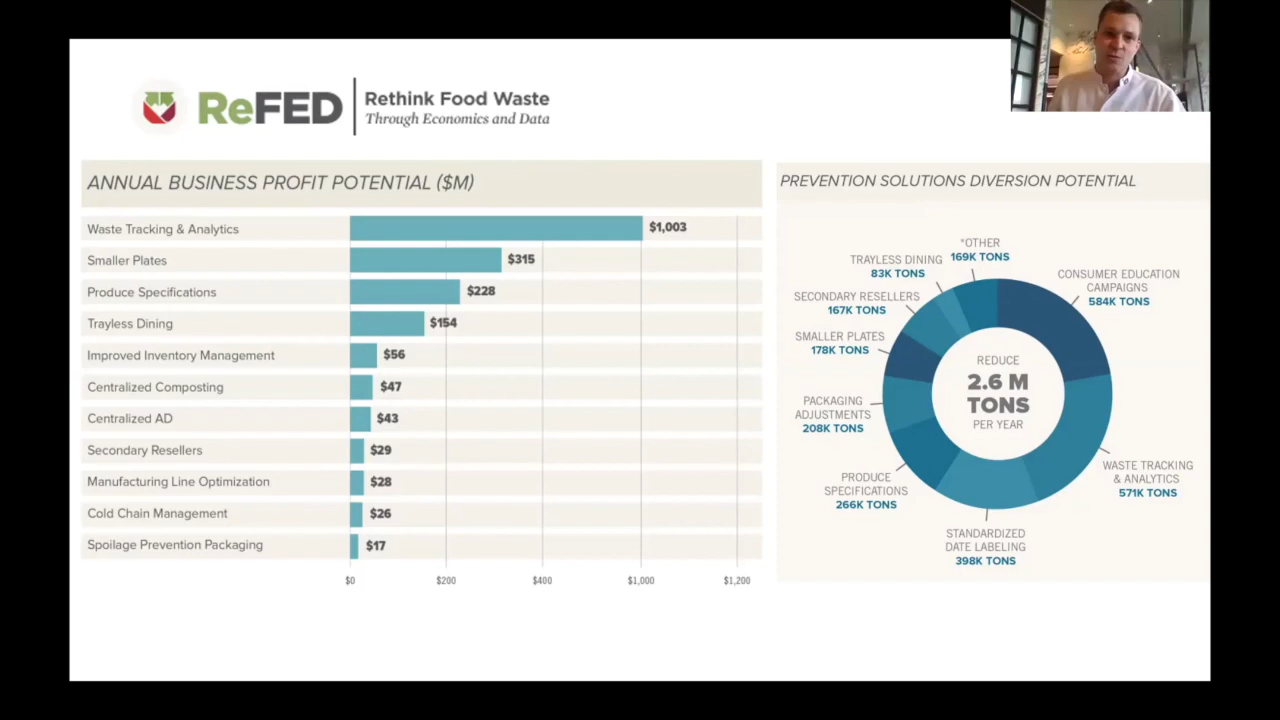 ReFED
Rethink Food Waste
Through Economics and Data
ANNUAL BUSINESS PROFIT POTENTIAL ($M)
Waste Tracking & Analytics $1,003
Smaller Plates $315
Produce Specifications $228
Trayless Dining $154
Improved Inventory Management $56
Centralized Composting $47
Centralized AD $43
Secondary Resellers $29
Manufacturing Line Optimization $28
Cold Chain Management $26
Spoilage Prevention Packaging $17
$0 $200 $400 $1,000 $1,200
PREVENTION SOLUTIONS DIVERSION POTENTIAL
*OTHER
169K TONS
TRAYLESS DINING
83K TONS
CONSUMER EDUCATION
CAMPAIGNS
584K TONS
SECONDARY RESELLERS
167K TONS
SMALLER PLATES
178K TONS
REDUCE
2.6 M
TONS
PER YEAR
PACKAGING
ADJUSTMENTS
208K TONS
WASTE TRACKING
& ANALYTICS
571K TONS
PRODUCE
SPECIFICATIONS
266K TONS
STANDARDIZED
DATE LABELING
398K TONS